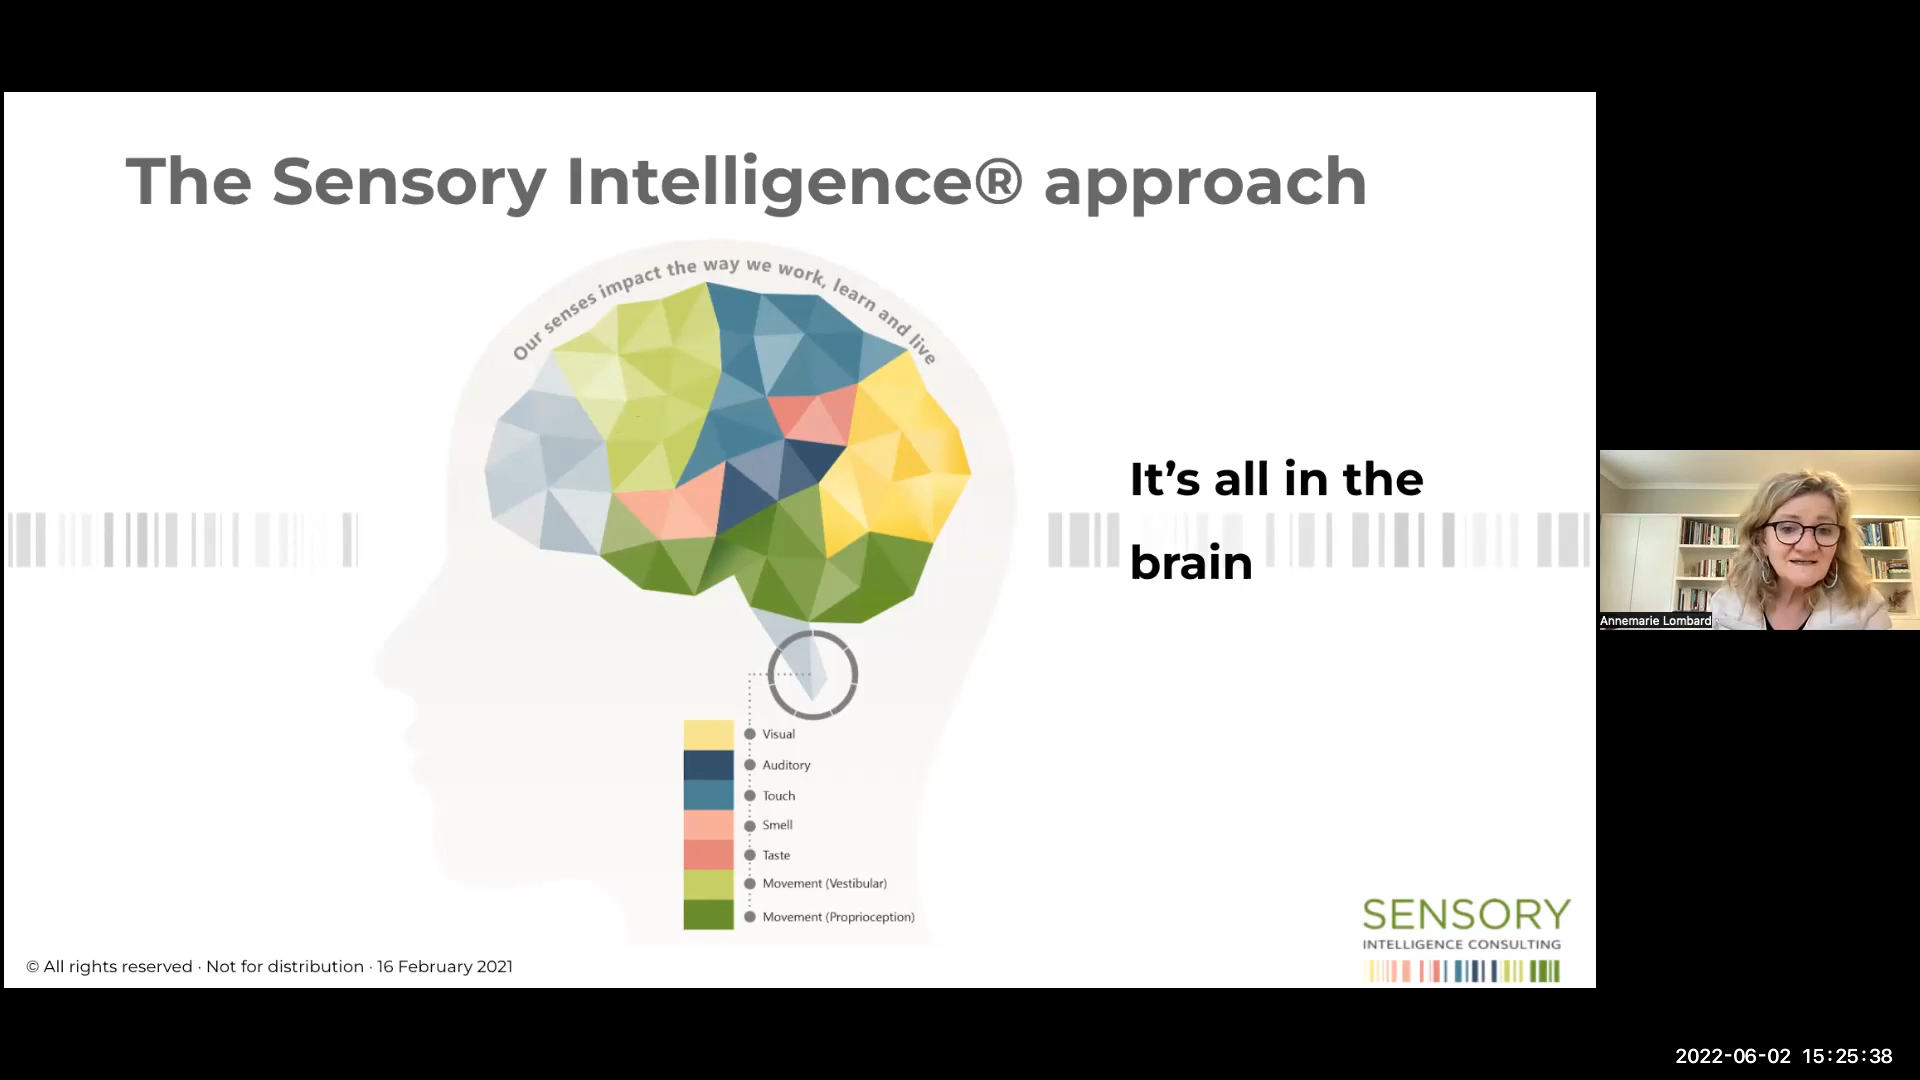 The Sensory Intelligence® approach
Our senses impact the way we work, learn and live
It’s all in the
brain
Visual
Auditory
Touch
Smell
Taste
Movement (Vestibular)
Movement (Proprioception)
© All rights reserved · Not for distribution · 16 February 2021
SENSORY
INTELLIGENCE CONSULTING
Annemarie Lombard
2022-06-02 15:25:38